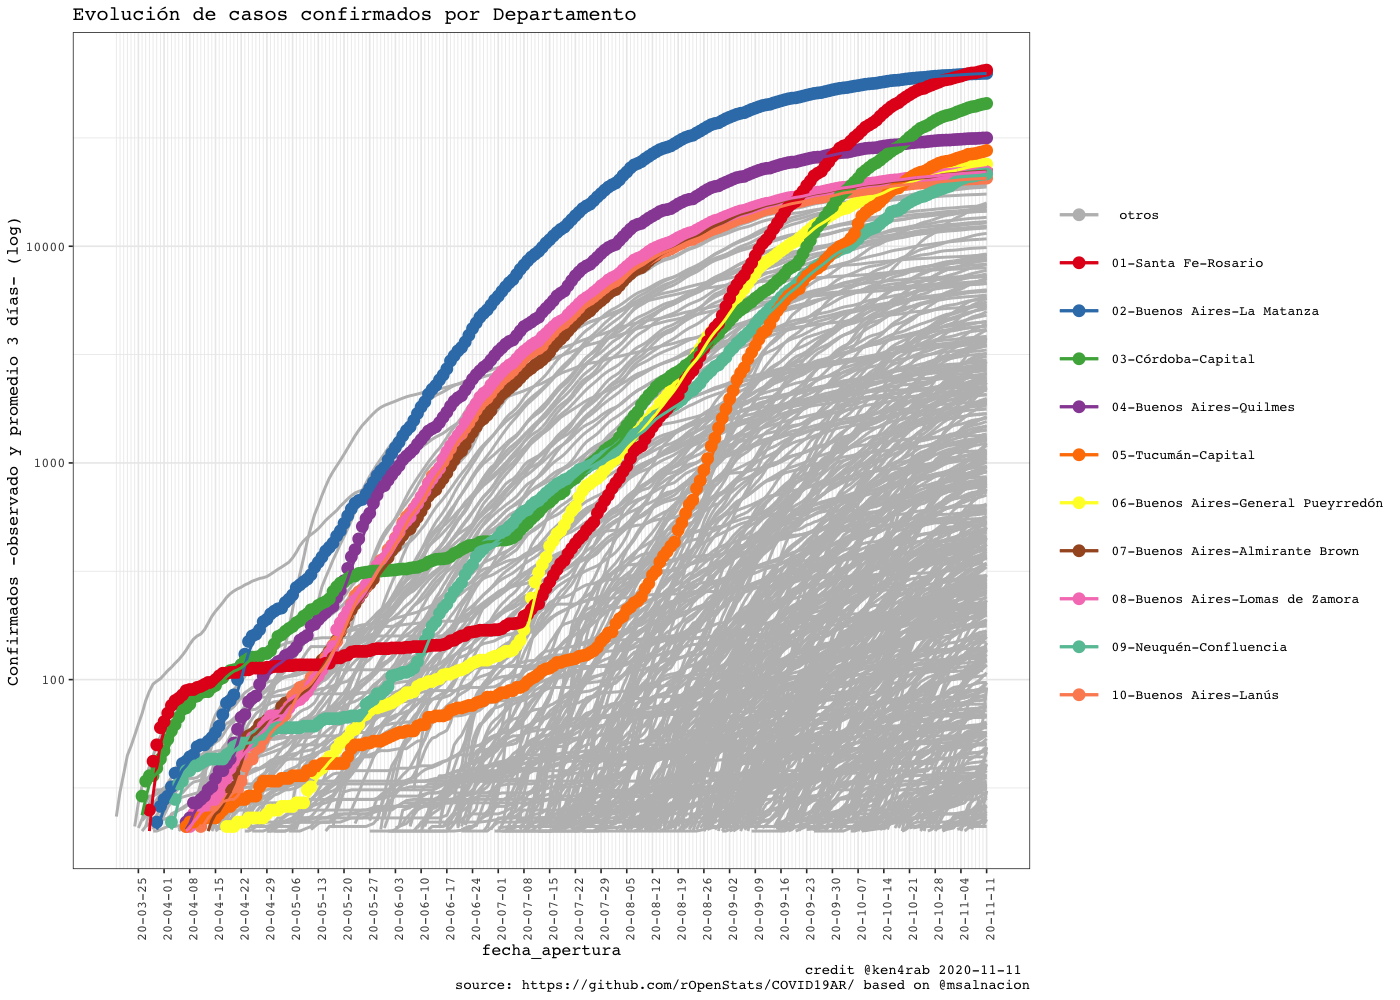 Evolución de casos confirmados por Departamento
Confirmados -observado y promedio 3 días- (log)
10000
1000
100
20-03-25
20-04-01
20-04-08
20-04-15
20-04-22
20-04-29
20-05-06
20-05-13
20-05-20
20-05-27
20-06-03
20-06-10
20-06-17
20-06-24
20-07-01
20-07-08
20-07-15
20-07-22
20-07-29
20-08-05
20-08-12
20-08-19
20-08-26
20-09-02
20-09-09
20-09-16
20-09-23
20-09-30
20-10-07
20-10-14
20-10-21
20-10-28
20-11-04
20-11-11
fecha_apertura
otros
01-Santa Fe-Rosario
02-Buenos Aires-La Matanza
03-Córdoba-Capital
04-Buenos Aires-Quilmes
05-Tucumán-Capital
06-Buenos Aires-General Pueyrredón
07-Buenos Aires-Almirante Brown
08-Buenos Aires-Lomas de Zamora
09-Neuquén-Confluencia
10-Buenos Aires-Lanús
credit @ken4rab 2020-11-11
source: https://github.com/rOpenStats/COVID19AR/ based on @msalnacion